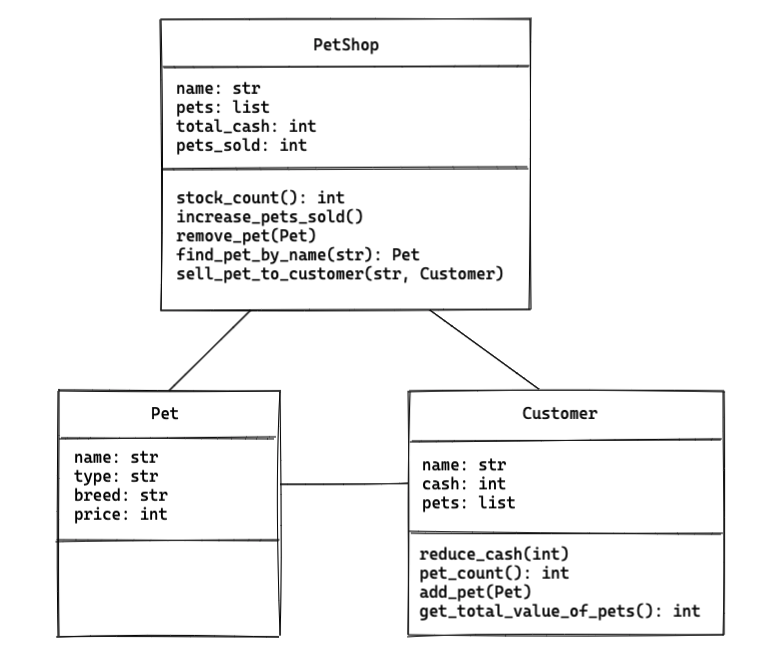 PetShop
name: str
pets: list
total_cash: int
pets_sold: int
stock_count(): int
increase_pets_sold()
remove_pet(Pet)
find_pet_by_name(str): Pet
sell_pet_to_customer(str, Customer)
Pet
name: str
type: str
breed: str
price: int
Customer
name: str
cash: int
pets: list
reduce_cash(int)
pet_count(): int
add_pet(Pet)
get_total_value_of_pets(): int